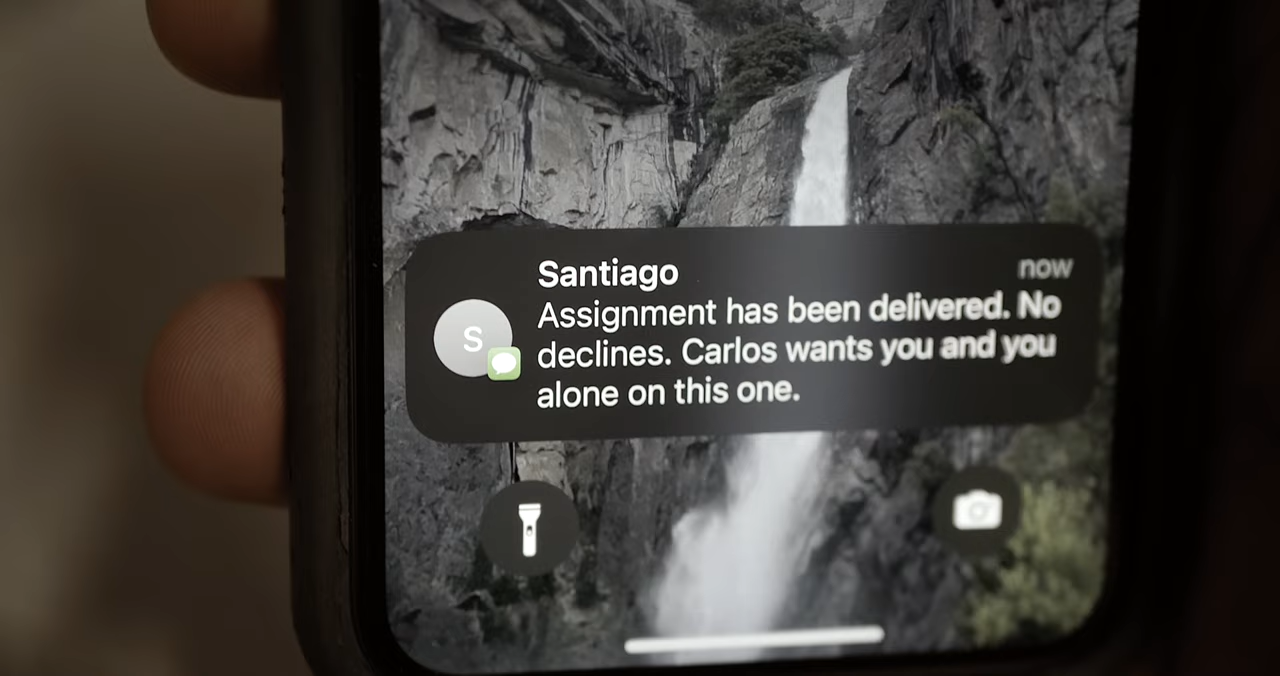 Santiago
now
Assignment has been delivered. No
declines. Carlos wants you and you
alone on this one.
S